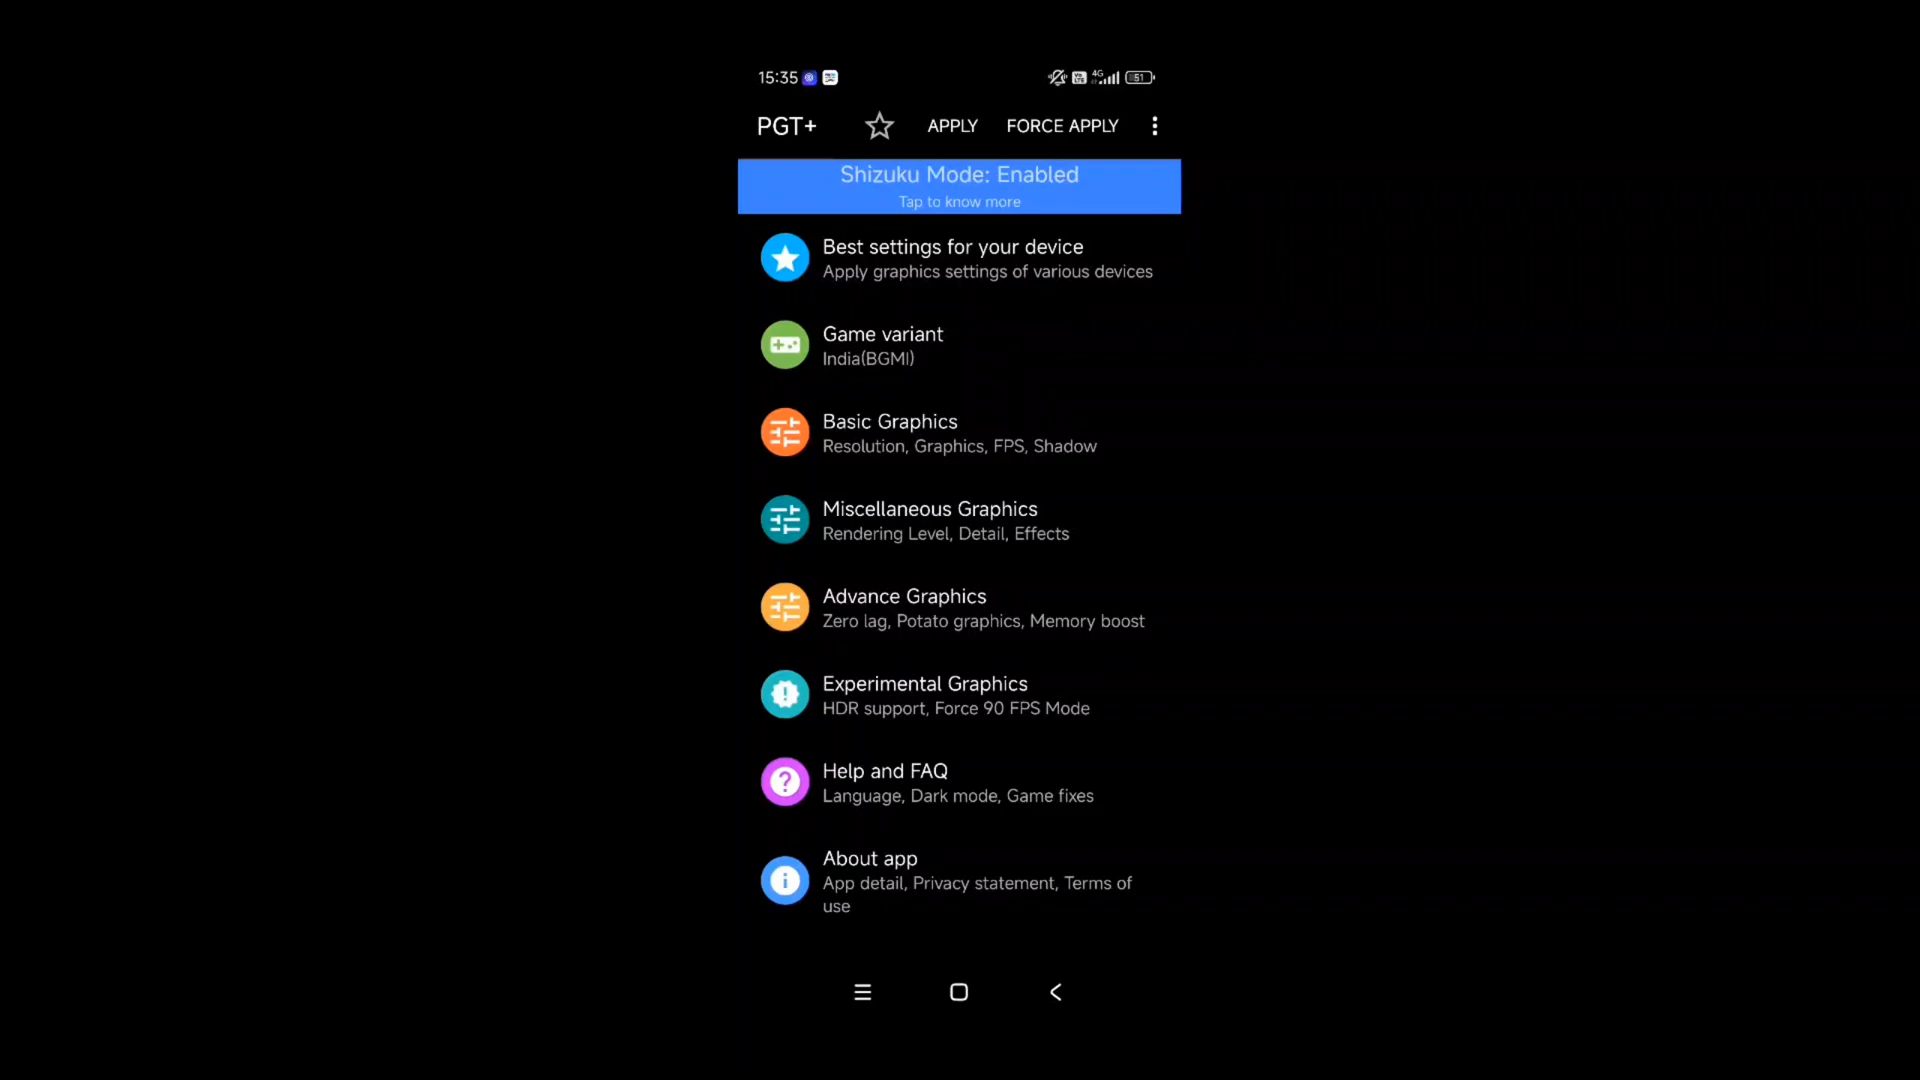 15:35 4G 51
PGT+ APPLY FORCE APPLY
Shizuku Mode: Enabled
Tap to know more
Best settings for your device
Apply graphics settings of various devices
Game variant
India(BGMI)
Basic Graphics
Resolution, Graphics, FPS, Shadow
Miscellaneous Graphics
Rendering Level, Detail, Effects
Advance Graphics
Zero lag, Potato graphics, Memory boost
Experimental Graphics
HDR support, Force 90 FPS Mode
Help and FAQ
Language, Dark mode, Game fixes
About app
App detail, Privacy statement, Terms of
use